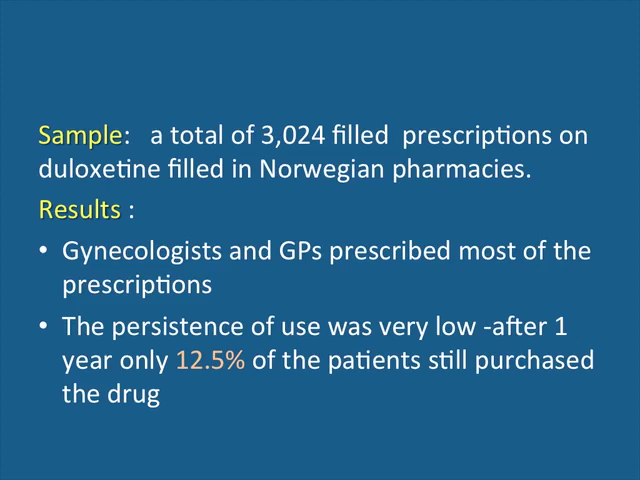 Sample:   a total of 3,024 filled  prescriptions on
duloxetine filled in Norwegian pharmacies.
Results :
• Gynecologists and GPs prescribed most of the
prescriptions
• The persistence of use was very low -after 1
year only 12.5% of the patients still purchased
the drug